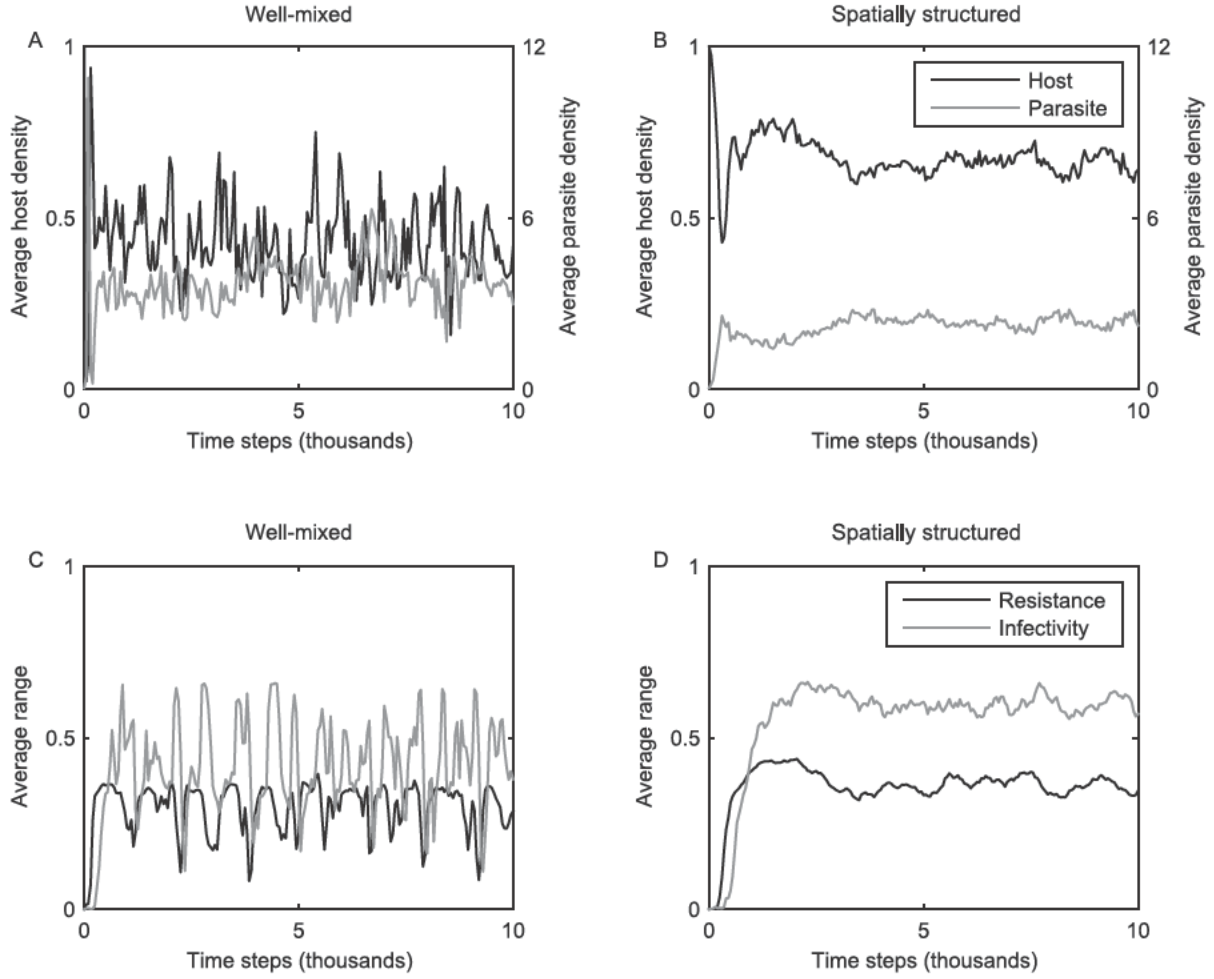 Well-mixed
Spatially structured
A
B
1
12
1
12
Host
Parasite
Average host density
Average parasite density
Average host density
Average parasite density
0.5
6
0.5
6
0
0
0
0
0
5
10
0
5
10
Time steps (thousands)
Time steps (thousands)
Well-mixed
Spatially structured
C
D
1
1
Resistance
Infectivity
Average range
Average range
0.5
0.5
0
0
0
5
10
0
5
10
Time steps (thousands)
Time steps (thousands)